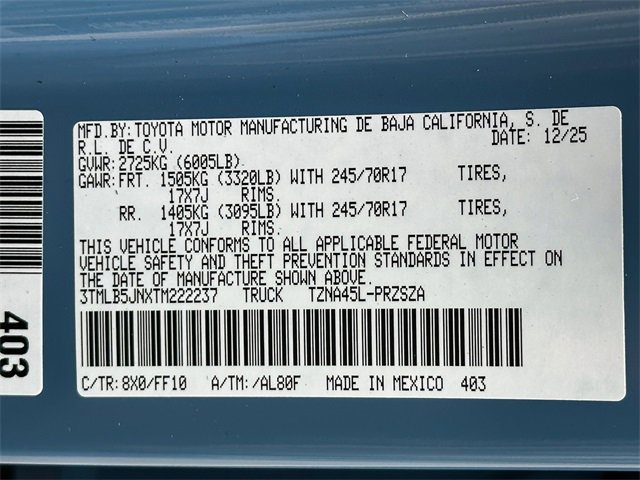 MFD.BY:TOYOTA MOTOR MANUFACTURING DE BAJA CALIFORNIA, S. DE
R.L. DE C.V. DATE: 12/25
GVWR:2725KG (6005LB)
GAWR:FRT. 1505KG (3320LB) WITH 245/70R17 TIRES,
17X7J RIMS.
RR. 1405KG (3095LB) WITH 245/70R17 TIRES,
17X7J RIMS.
THIS VEHICLE CONFORMS TO ALL APPLICABLE FEDERAL MOTOR
VEHICLE SAFETY AND THEFT PREVENTION STANDARDS IN EFFECT ON
THE DATE OF MANUFACTURE SHOWN ABOVE.
3TMLB5JNXTM222237 TRUCK TZNA45L-PRZSZA
C/TR:8X0/FF10 A/TM:/AL80F MADE IN MEXICO 403
403